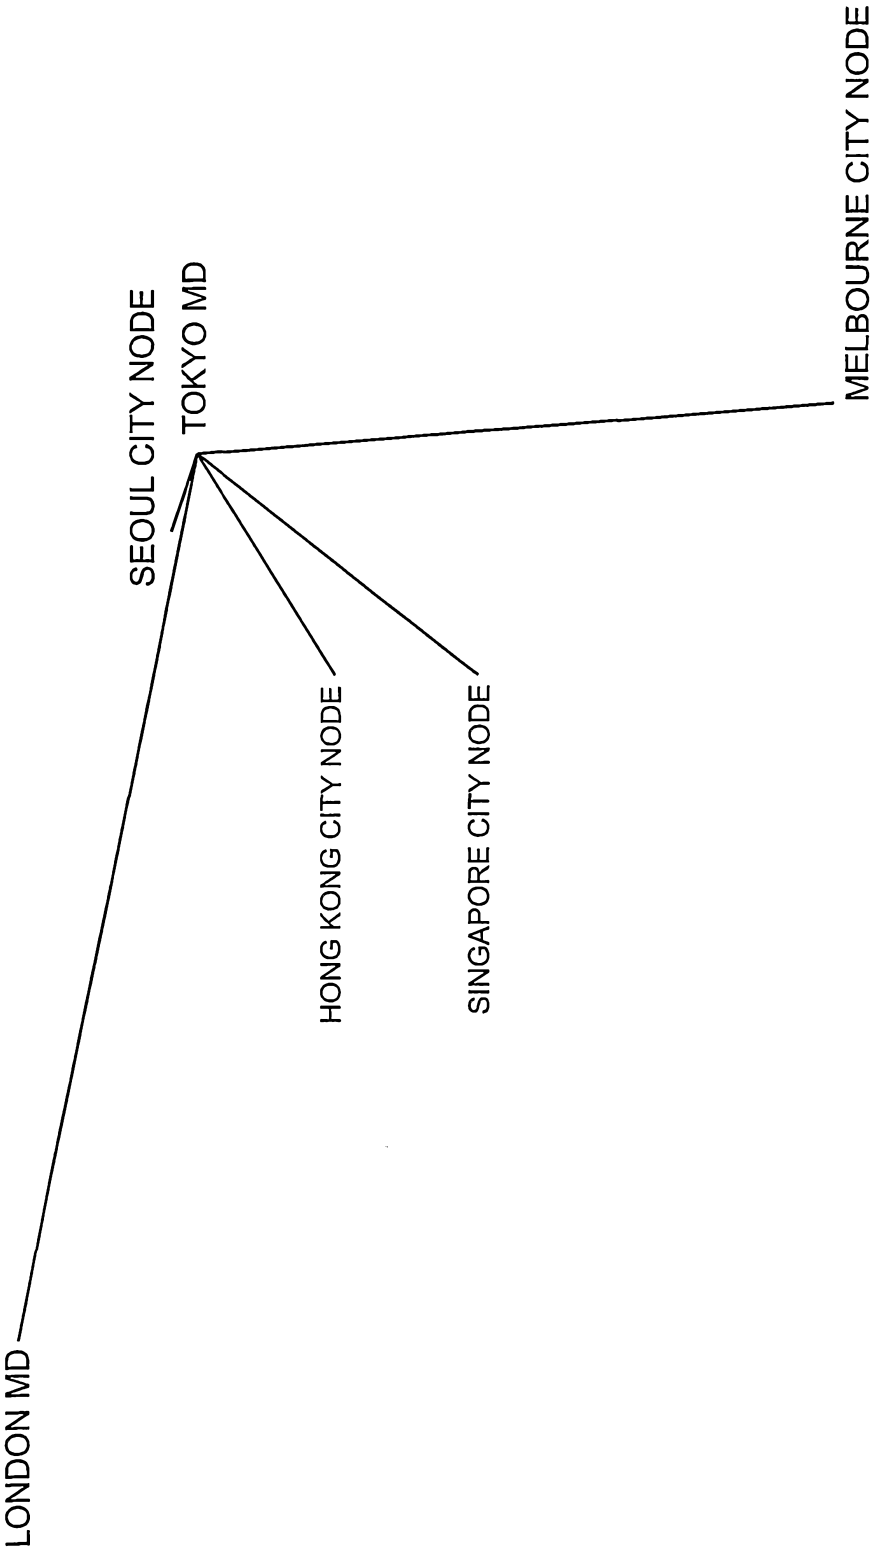 LONDON MD
SEOUL CITY NODE
TOKYO MD
HONG KONG CITY NODE
SINGAPORE CITY NODE
MELBOURNE CITY NODE